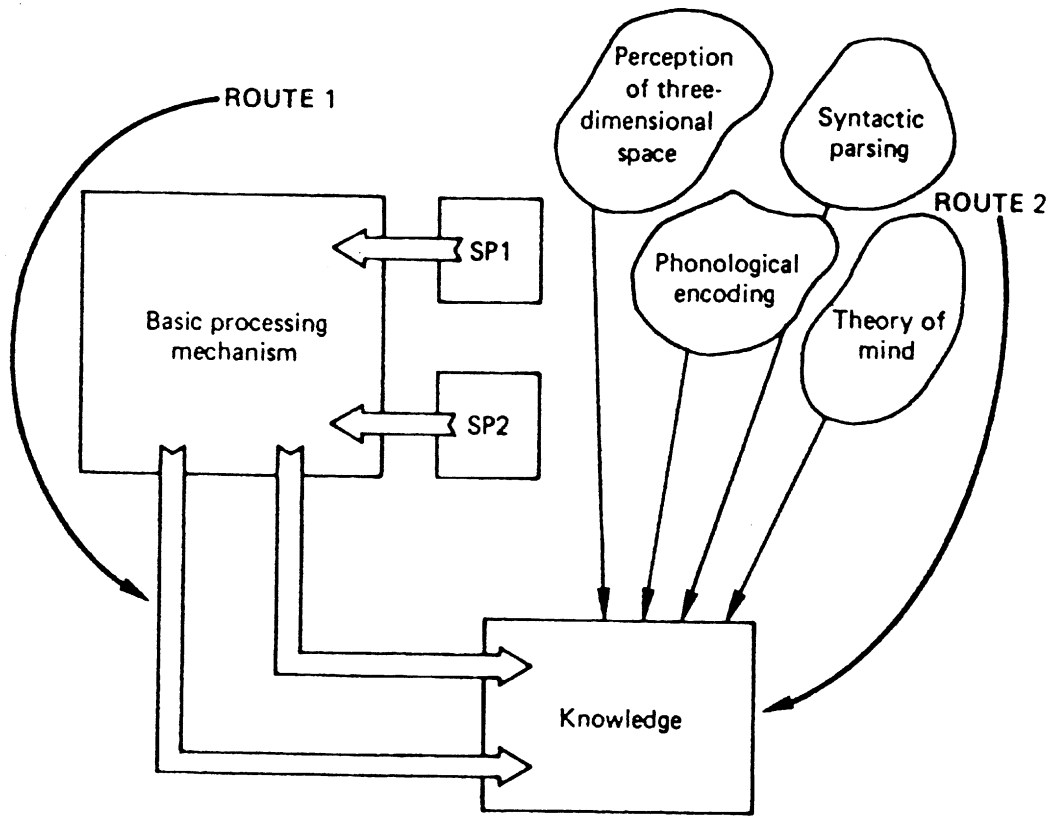 ROUTE 1
Perception
of three-
dimensional
space
Syntactic
parsing
ROUTE 2
SP1
Phonological
encoding
Basic processing
mechanism
Theory of
mind
SP2
Knowledge